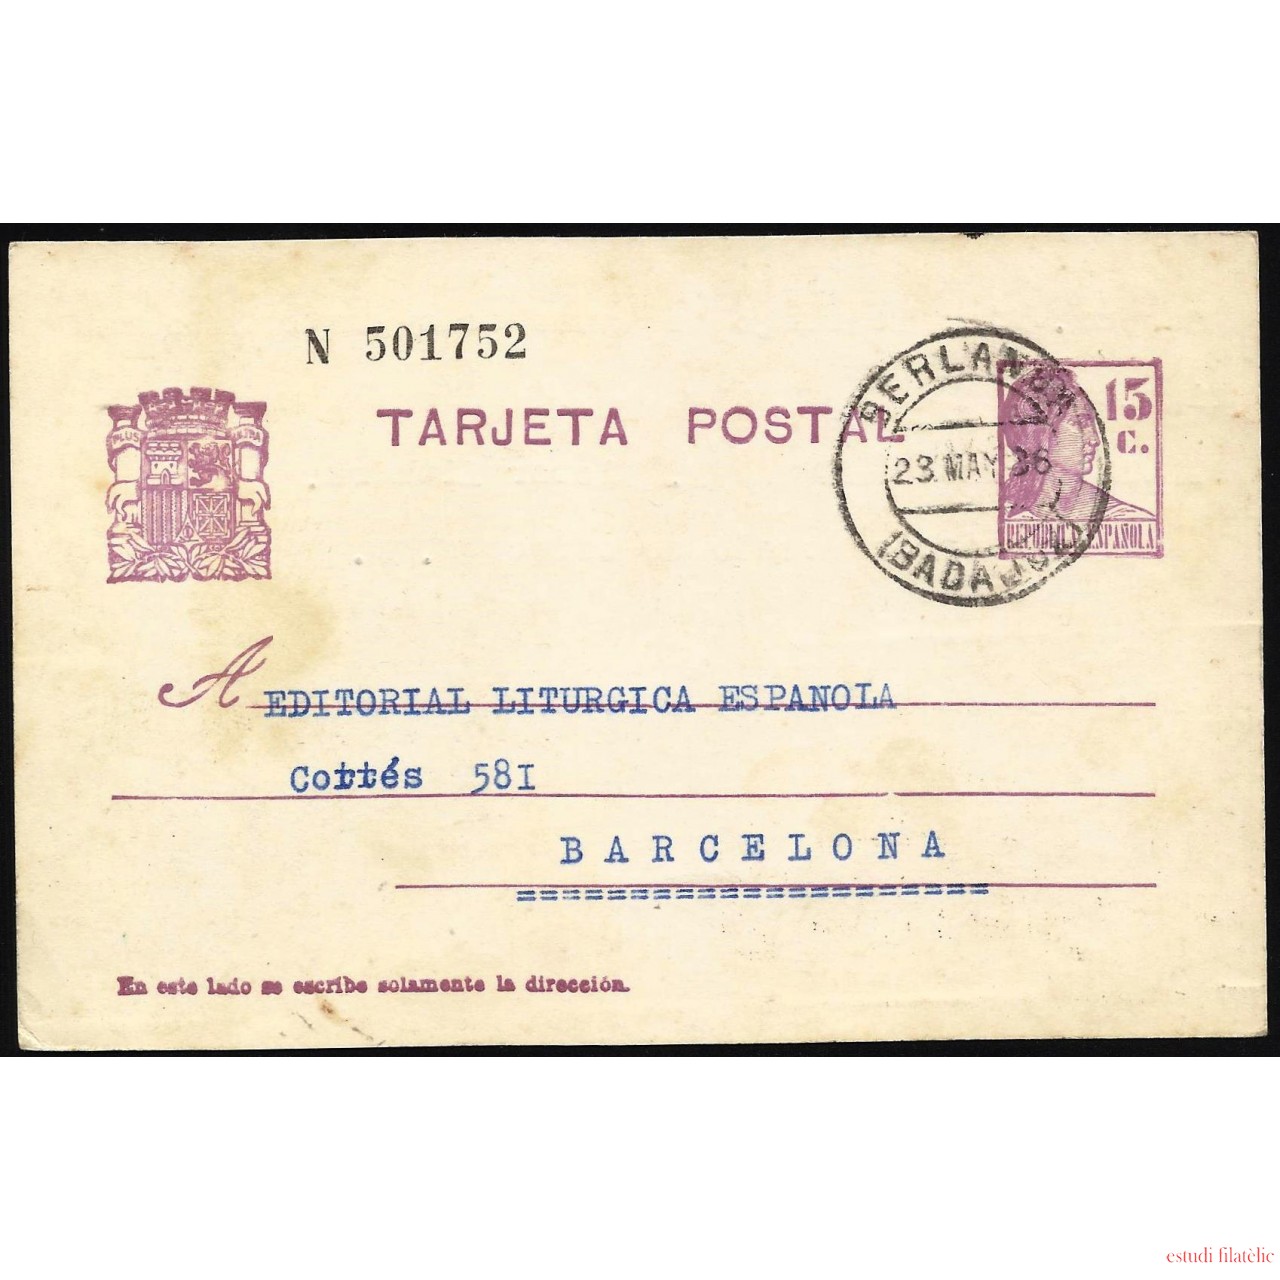 N 501752
TARJETA POSTAL
PLUS
BERLANGA
23 MAY 36
(BADAJOZ)
15
c.
REPUBLICA ESPAÑOLA
A EDITORIAL LITURGICA ESPANOLA
Cortés 581
BARCELONA
En este lado se escribe solamente la dirección.
estudi filatèlic